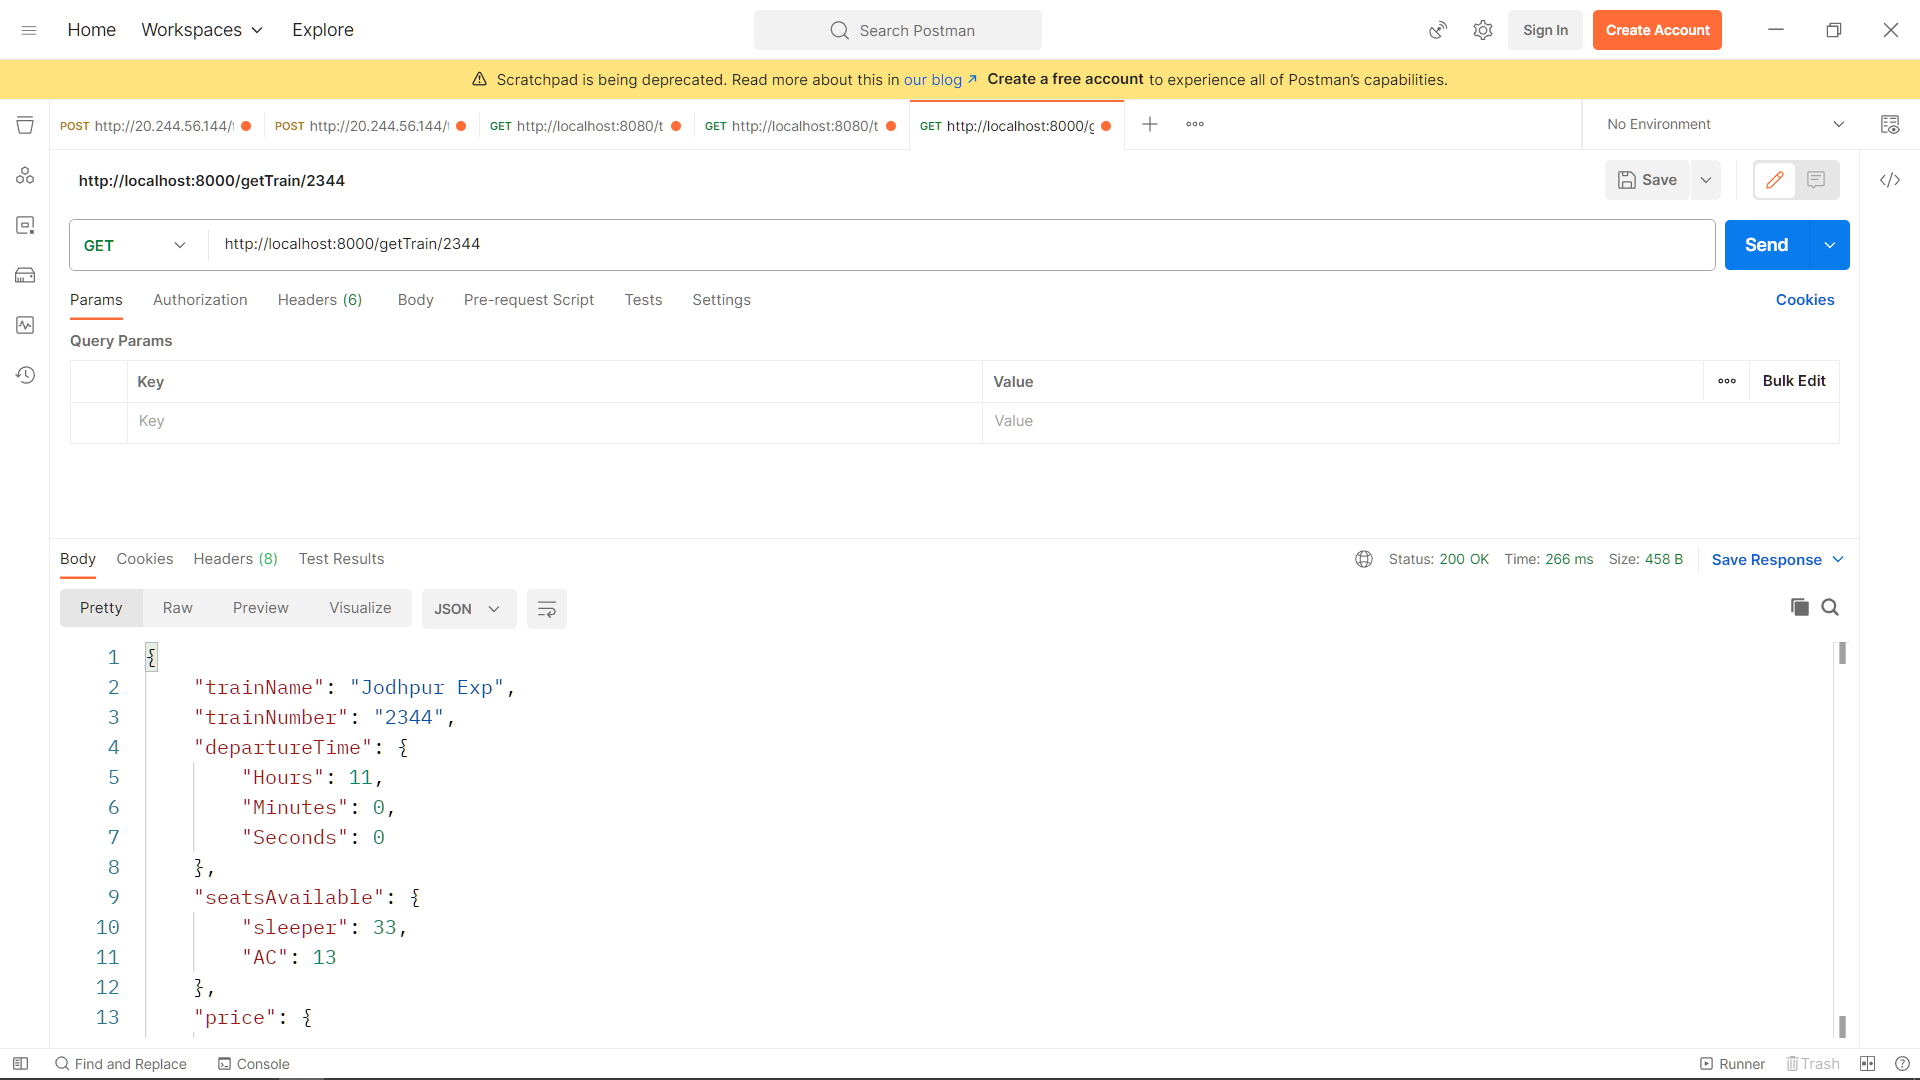 Home Workspaces Explore Search Postman Sign In Create Account
Scratchpad is being deprecated. Read more about this in our blog ↗ Create a free account to experience all of Postman's capabilities.
POST http://20.244.56.144/t POST http://20.244.56.144/t GET http://localhost:8080/t GET http://localhost:8080/t GET http://localhost:8000/g No Environment
http://localhost:8000/getTrain/2344 Save
GET http://localhost:8000/getTrain/2344 Send
Params Authorization Headers (6) Body Pre-request Script Tests Settings Cookies
Query Params
Key Value Bulk Edit
Key Value
Body Cookies Headers (8) Test Results Status: 200 OK Time: 266 ms Size: 458 B Save Response
Pretty Raw Preview Visualize JSON
1 {
2 "trainName": "Jodhpur Exp",
3 "trainNumber": "2344",
4 "departureTime": {
5 "Hours": 11,
6 "Minutes": 0,
7 "Seconds": 0
8 },
9 "seatsAvailable": {
10 "sleeper": 33,
11 "AC": 13
12 },
13 "price": {
Find and Replace Console Runner Trash